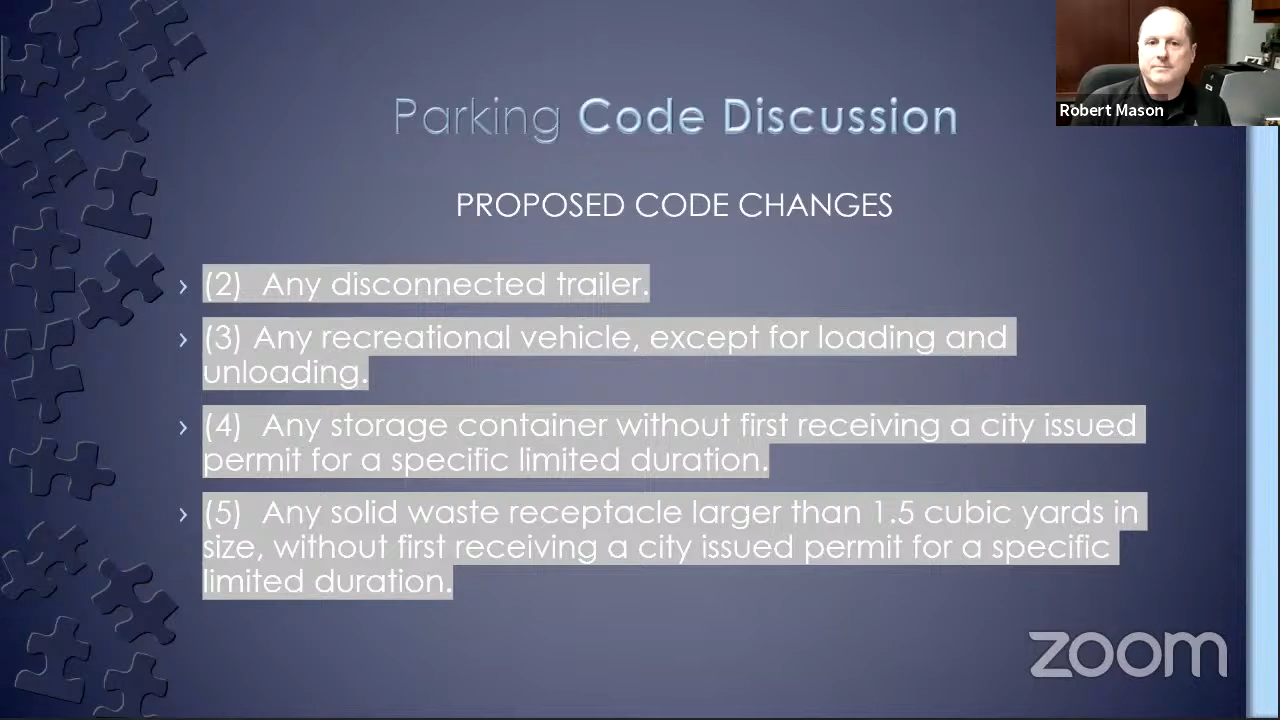 Robert Mason
Parking Code Discussion
PROPOSED CODE CHANGES
› (2)  Any disconnected trailer.
› (3) Any recreational vehicle, except for loading and
unloading.
› (4)  Any storage container without first receiving a city issued
permit for a specific limited duration.
› (5)  Any solid waste receptacle larger than 1.5 cubic yards in
size, without first receiving a city issued permit for a specific
limited duration.
zoom